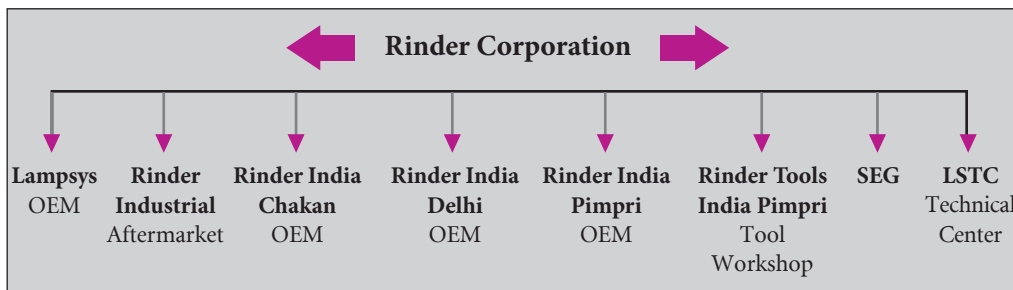 Rinder Corporation
Lampsys
OEM
Rinder
Industrial
Aftermarket
Rinder India
Chakan
OEM
Rinder India
Delhi
OEM
Rinder India
Pimpri
OEM
Rinder Tools
India Pimpri
Tool
Workshop
SEG
LSTC
Technical
Center